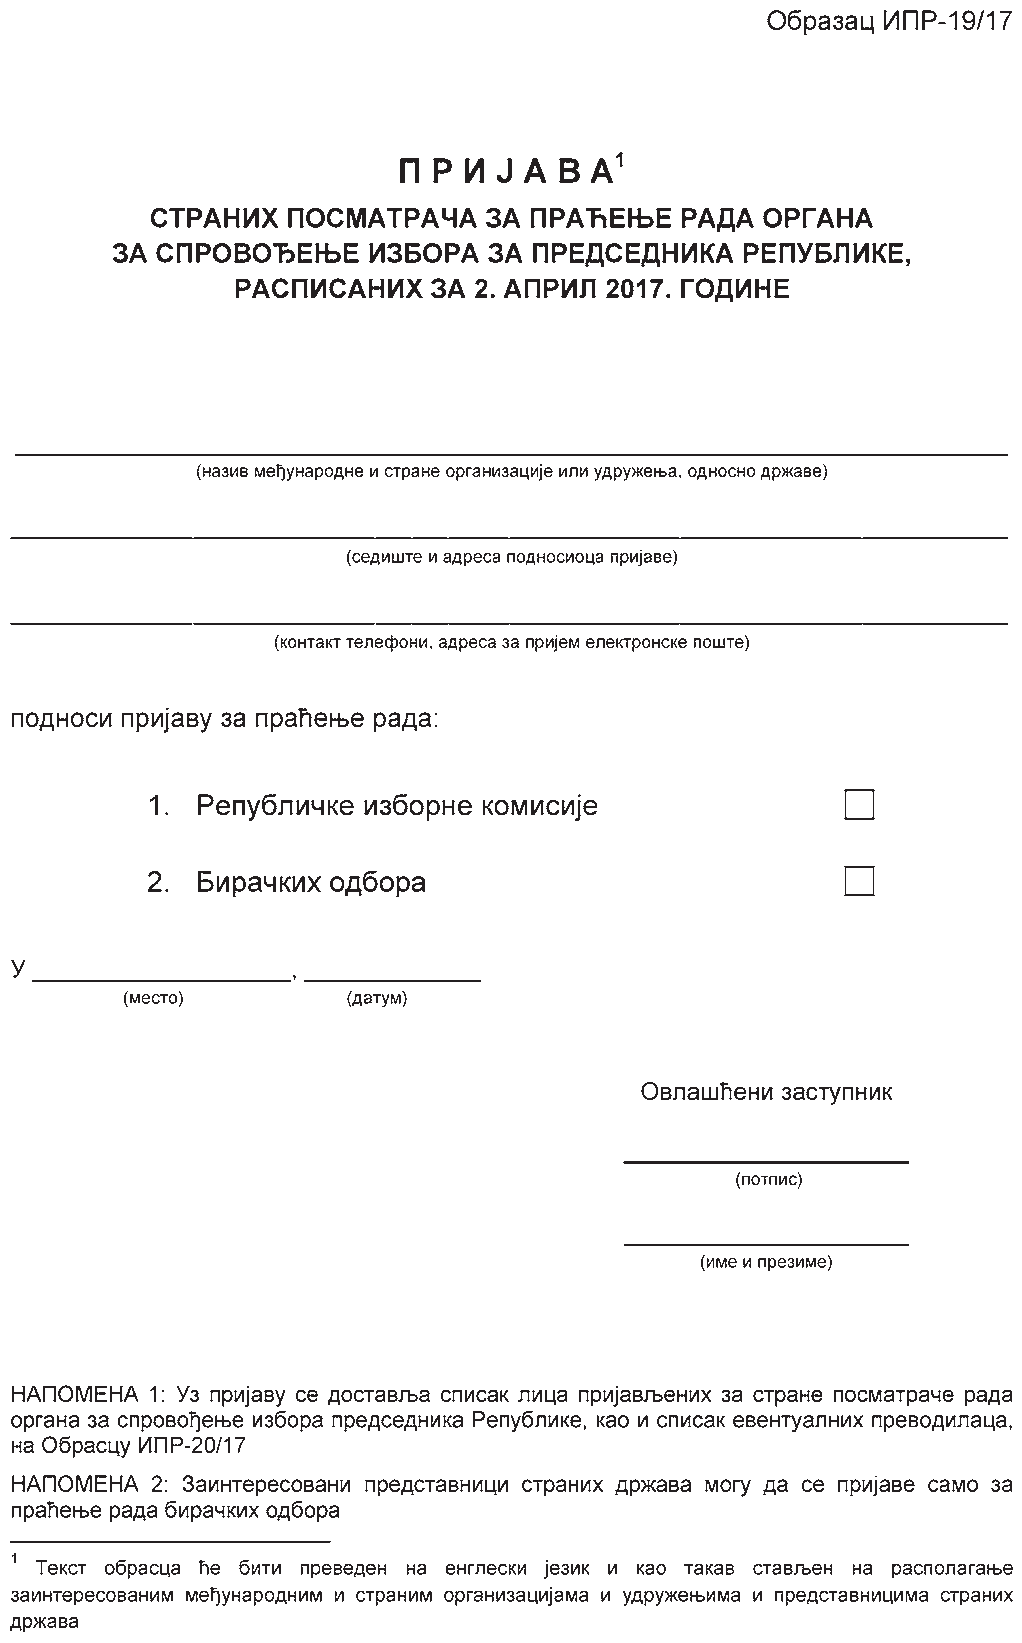 Образац ИПР-19/17
П Р И Ј А В А1
СТРАНИХ ПОСМАТРАЧА ЗА ПРАЋЕЊЕ РАДА ОРГАНА
ЗА СПРОВОЂЕЊЕ ИЗБОРА ЗА ПРЕДСЕДНИКА РЕПУБЛИКЕ,
РАСПИСАНИХ ЗА 2. АПРИЛ 2017. ГОДИНЕ
(назив међународне и стране организације или удружења, односно државе)
(седиште и адреса подносиоца пријаве)
(контакт телефони, адреса за пријем електронске поште)
подноси пријаву за праћење рада:
1. Републичке изборне комисије
2. Бирачких одбора
У ____________________, ______________
(место) (датум)
Овлашћени заступник
(потпис)
(име и презиме)
НАПОМЕНА 1: Уз пријаву се доставља списак лица пријављених за стране посматраче рада
органа за спровођење избора председника Републике, као и списак евентуалних преводилаца,
на Обрасцу ИПР-20/17
НАПОМЕНА 2: Заинтересовани представници страних држава могу да се пријаве само за
праћење рада бирачких одбора
1 Текст обрасца ће бити преведен на енглески језик и као такав стављен на располагање
заинтересованим међународним и страним организацијама и удружењима и представницима страних
држава